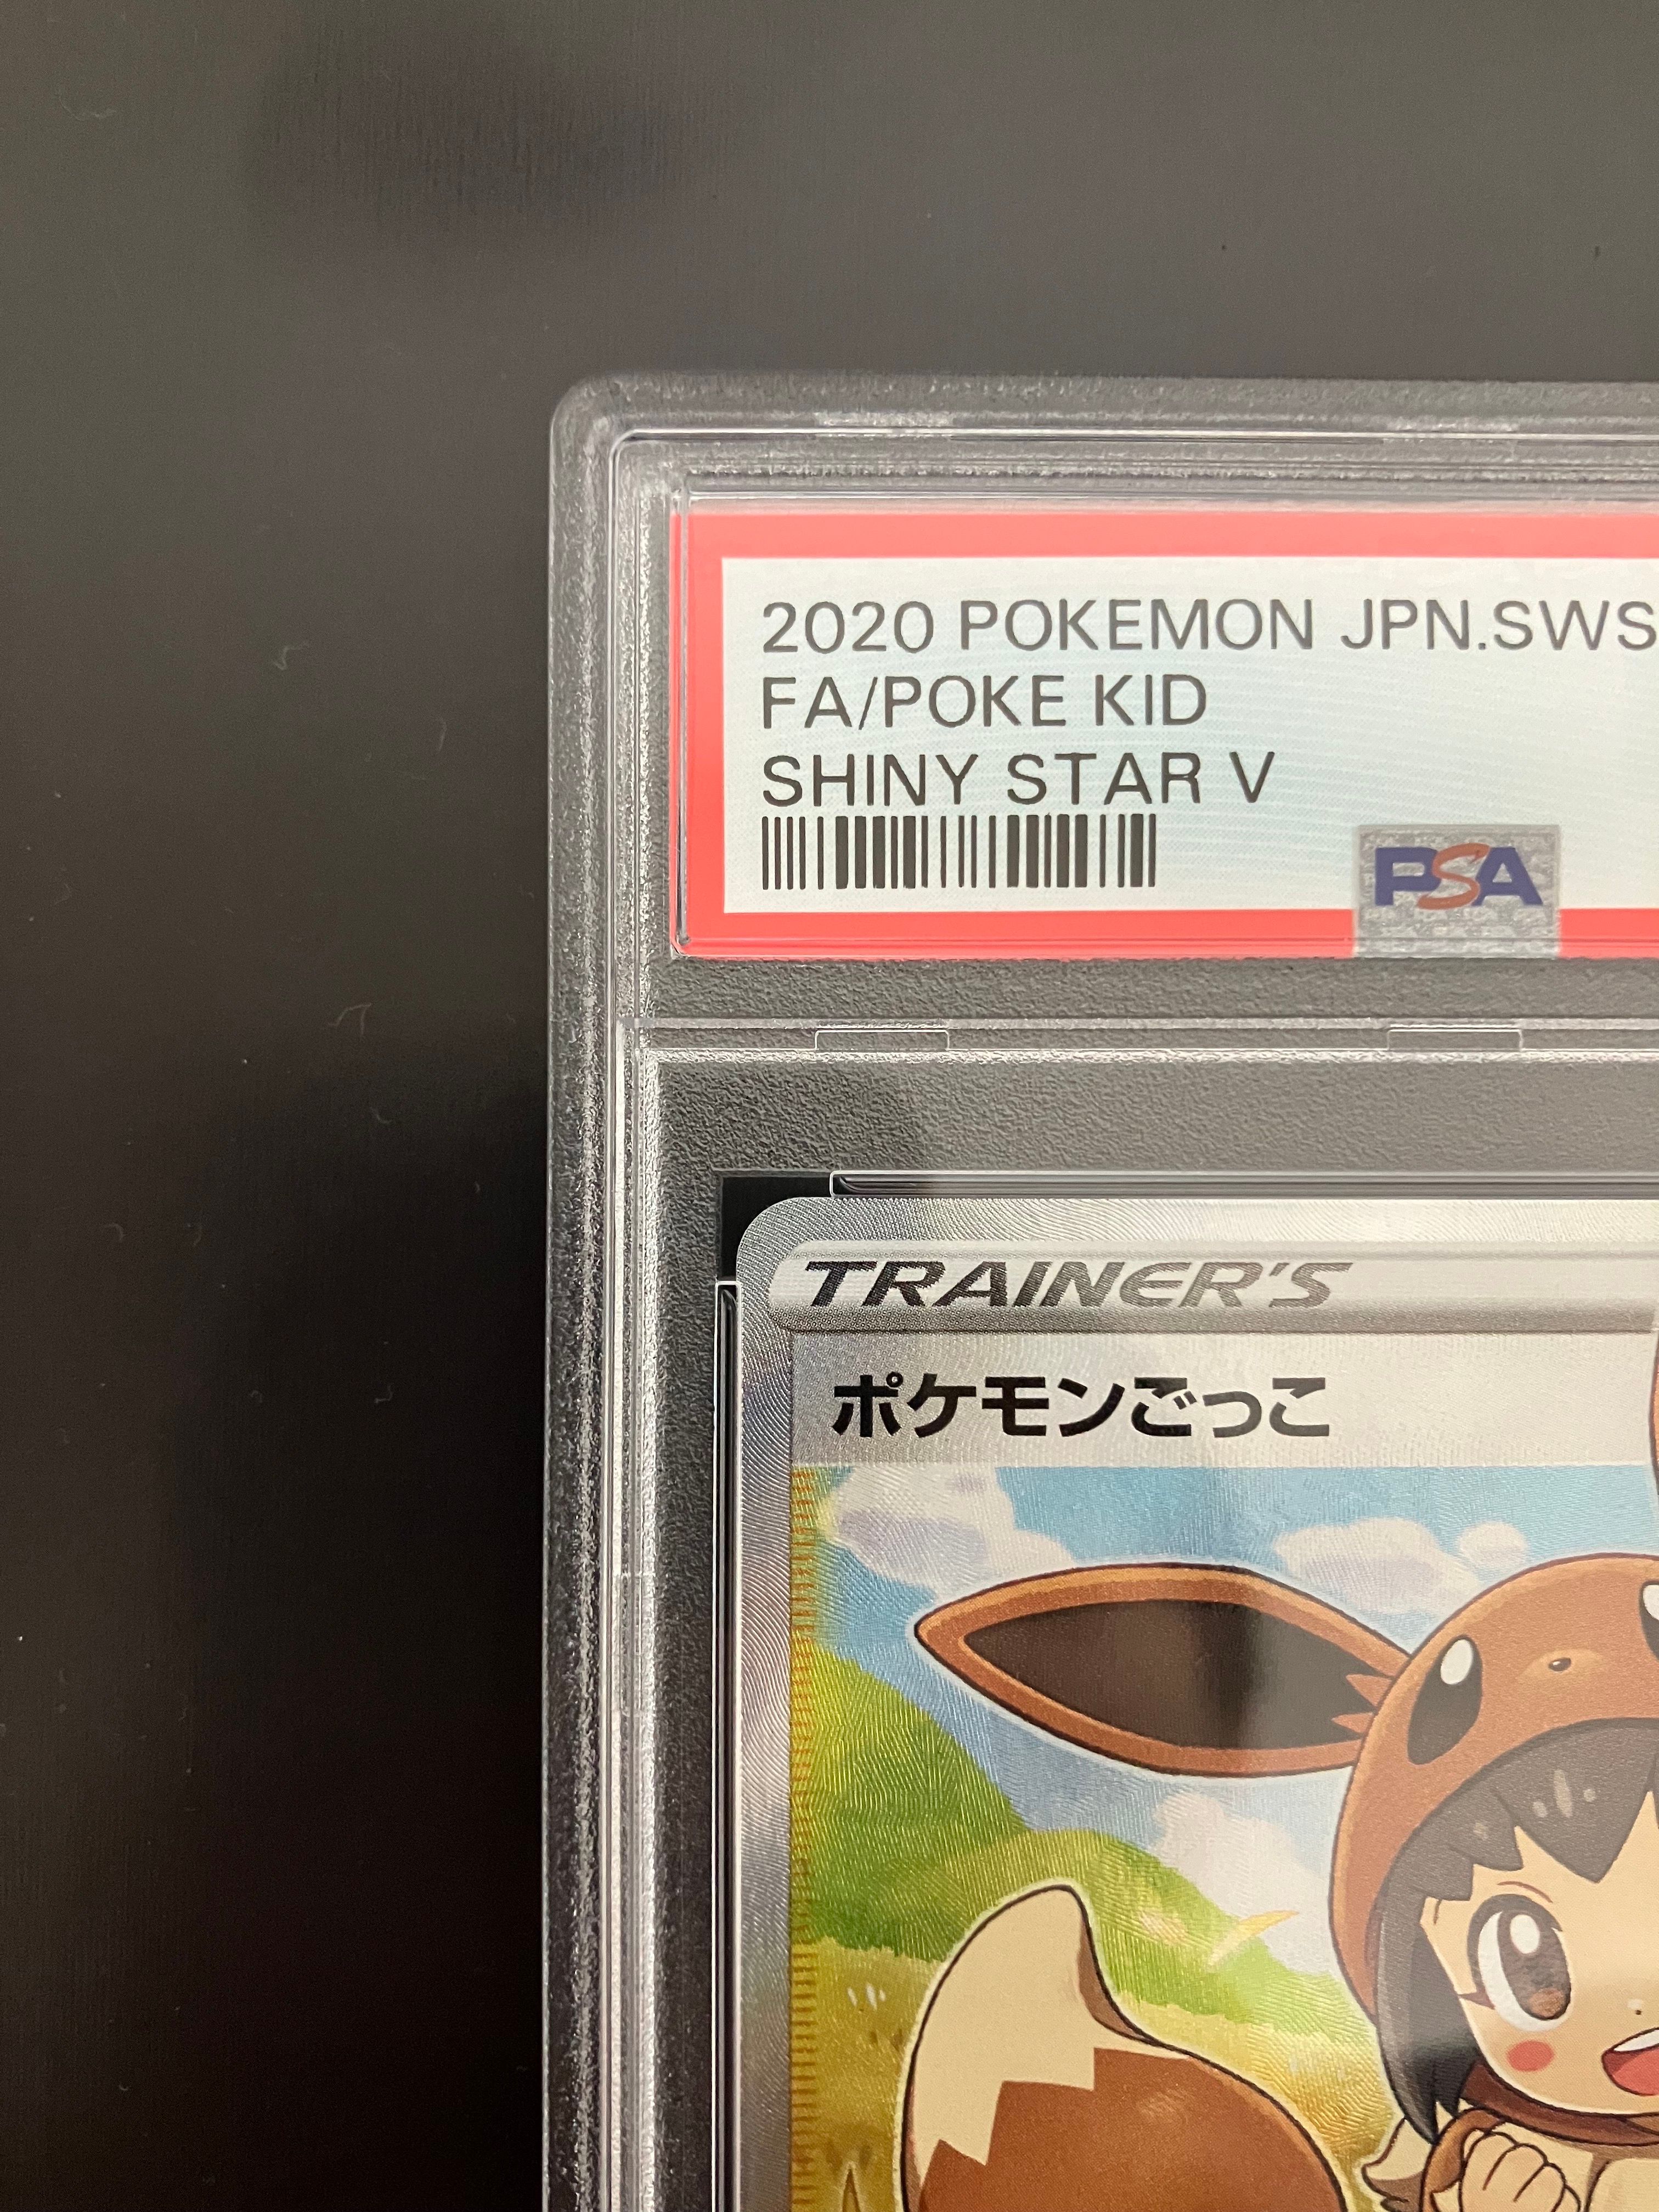 2020 POKEMON JPN.SWS
FA/POKE KID
SHINY STAR V
PSA
TRAINER'S
ポケモンごっこ